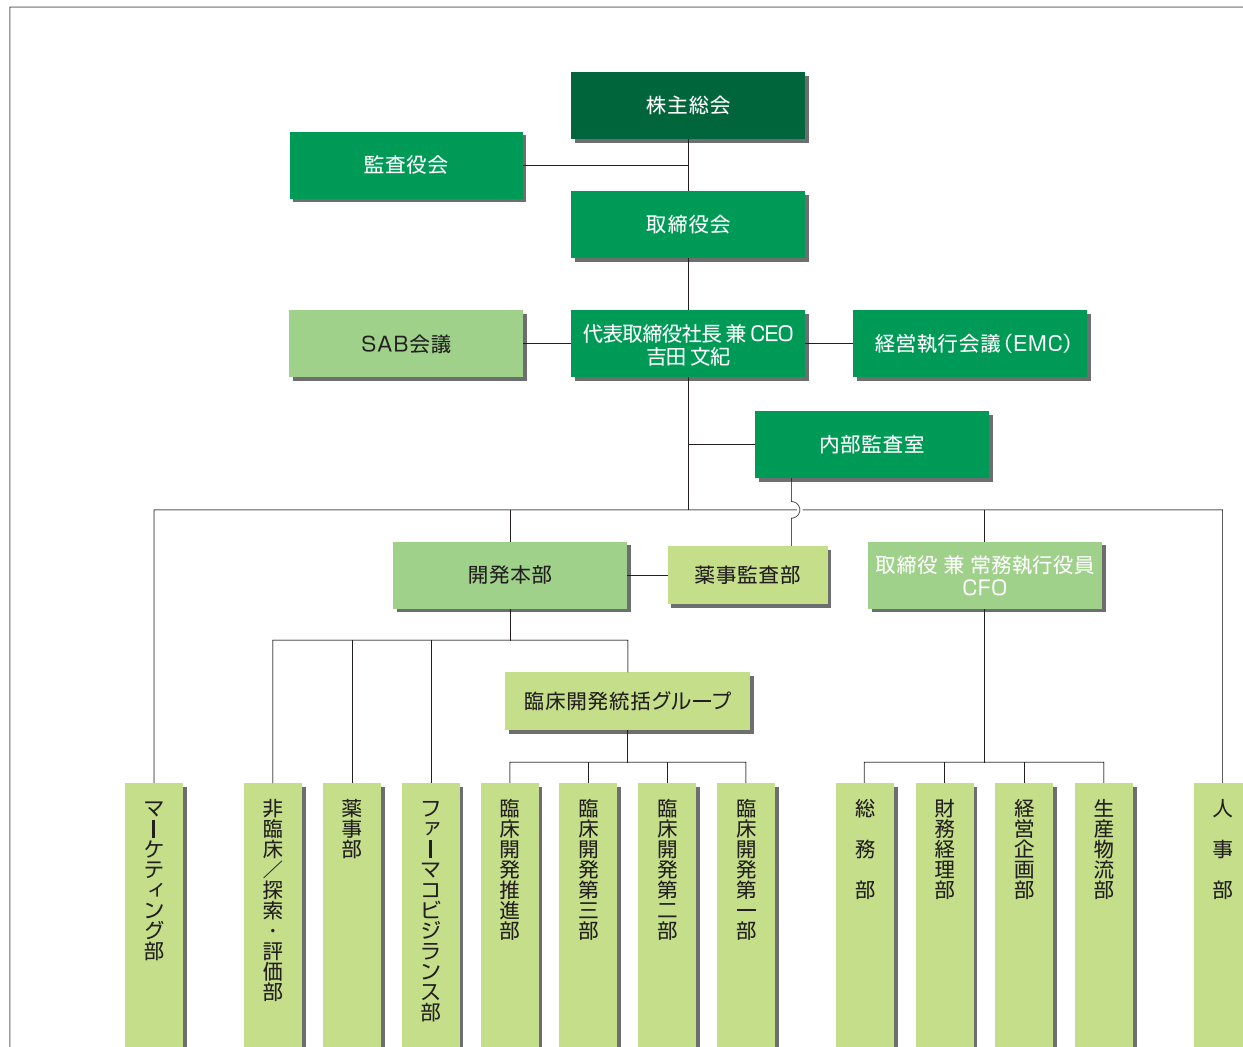 株主総会
監査役会
取締役会
SAB会議
代表取締役社長 兼 CEO
吉田 文紀
経営執行会議(EMC)
内部監査室
開発本部
薬事監査部
取締役 兼 常務執行役員
CFO
臨床開発統括グループ
マーケティング部
非臨床/探索・評価部
薬事部
ファーマコビジランス部
臨床開発推進部
臨床開発第三部
臨床開発第二部
臨床開発第一部
総務部
財務経理部
経営企画部
生産物流部
人事部